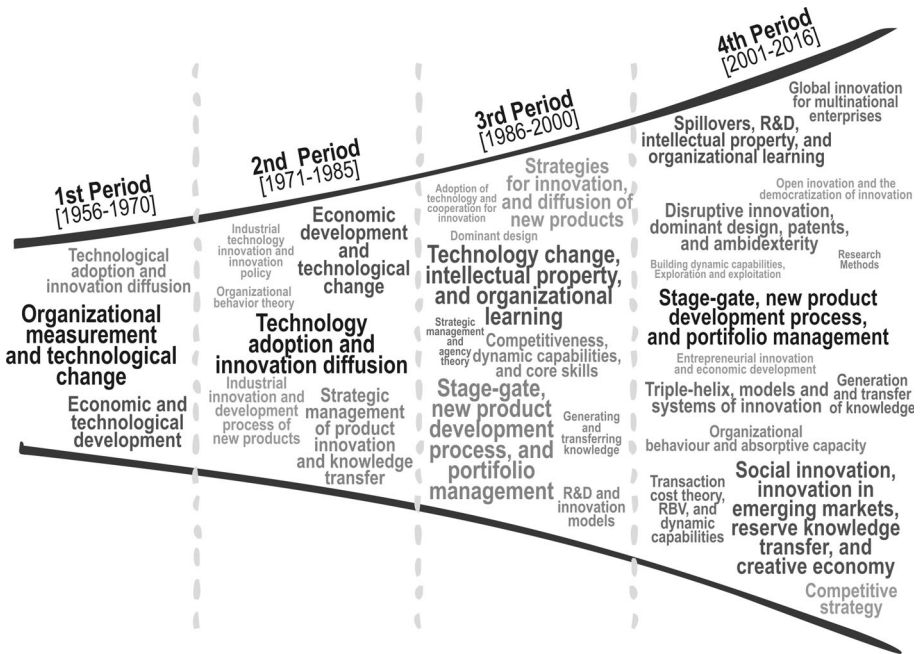 1st Period
[1956-1970]
Technological
adoption and
innovation diffusion
Organizational
measurement
and technological
change
Economic and
technological
development
2nd Period
[1971-1985]
Industrial
technology
innovation and
innovation
policy
Economic
development
and
technological
change
Organizational
behavior theory
Technology
adoption and
innovation diffusion
Industrial
innovation and
development
process of
new products
Strategic
management
of product
innovation
and knowledge
transfer
3rd Period
[1986-2000]
Adoption of
technology and
cooperation for
innovation
Strategies
for innovation,
and diffusion of
new products
Dominant design
Technology change,
intellectual property,
and organizational
learning
Strategic
management
and
agency
theory
Competitiveness,
dynamic capabilities,
and core skills
Stage-gate,
new product
development
process, and
portifolio
management
Generating
and
transferring
knowledge
R&D and
innovation
models
4th Period
[2001-2016]
Global innovation
for multinational
enterprises
Spillovers, R&D,
intellectual property, and
organizational learning
Open inovation and the
democratization of innovation
Disruptive innovation,
dominant design, patents,
and ambidexterity
Building dynamic capabilities,
Exploration and exploitation
Research
Methods
Stage-gate, new product
development process,
and portifolio management
Entrepreneurial innovation
and economic development
Triple-helix, models and
systems of innovation
Generation
and transfer
of knowledge
Organizational
behaviour and absorptive capacity
Transaction
cost theory,
RBV, and
dynamic
capabilities
Social innovation,
innovation in
emerging markets,
reserve knowledge
transfer, and
creative economy
Competitive
strategy